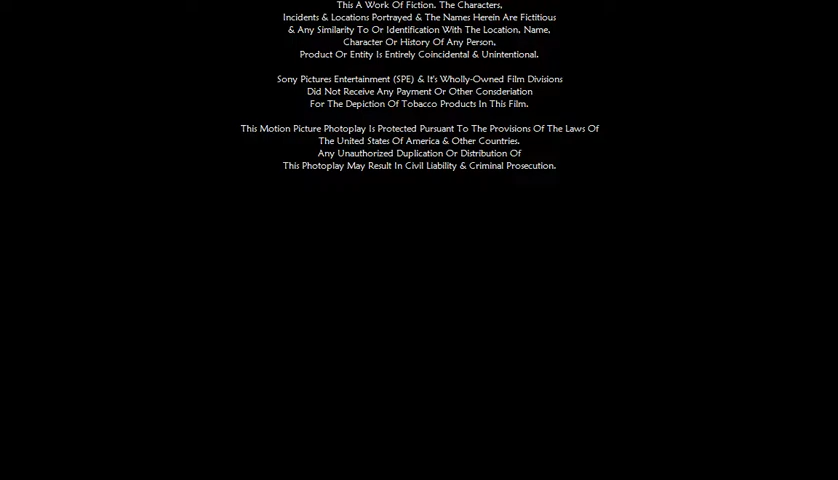 This A Work Of Fiction. The Characters,
Incidents & Locations Portrayed & The Names Herein Are Fictitious
& Any Similarity To Or Identification With The Location, Name,
Character Or History Of Any Person,
Product Or Entity Is Entirely Coincidental & Unintentional.
Sony Pictures Entertainment (SPE) & It's Wholly-Owned Film Divisions
Did Not Receive Any Payment Or Other Consderiation
For The Depiction Of Tobacco Products In This Film.
This Motion Picture Photoplay Is Protected Pursuant To The Provisions Of The Laws Of
The United States Of America & Other Countries.
Any Unauthorized Duplication Or Distribution Of
This Photoplay May Result In Civil Liability & Criminal Prosecution.